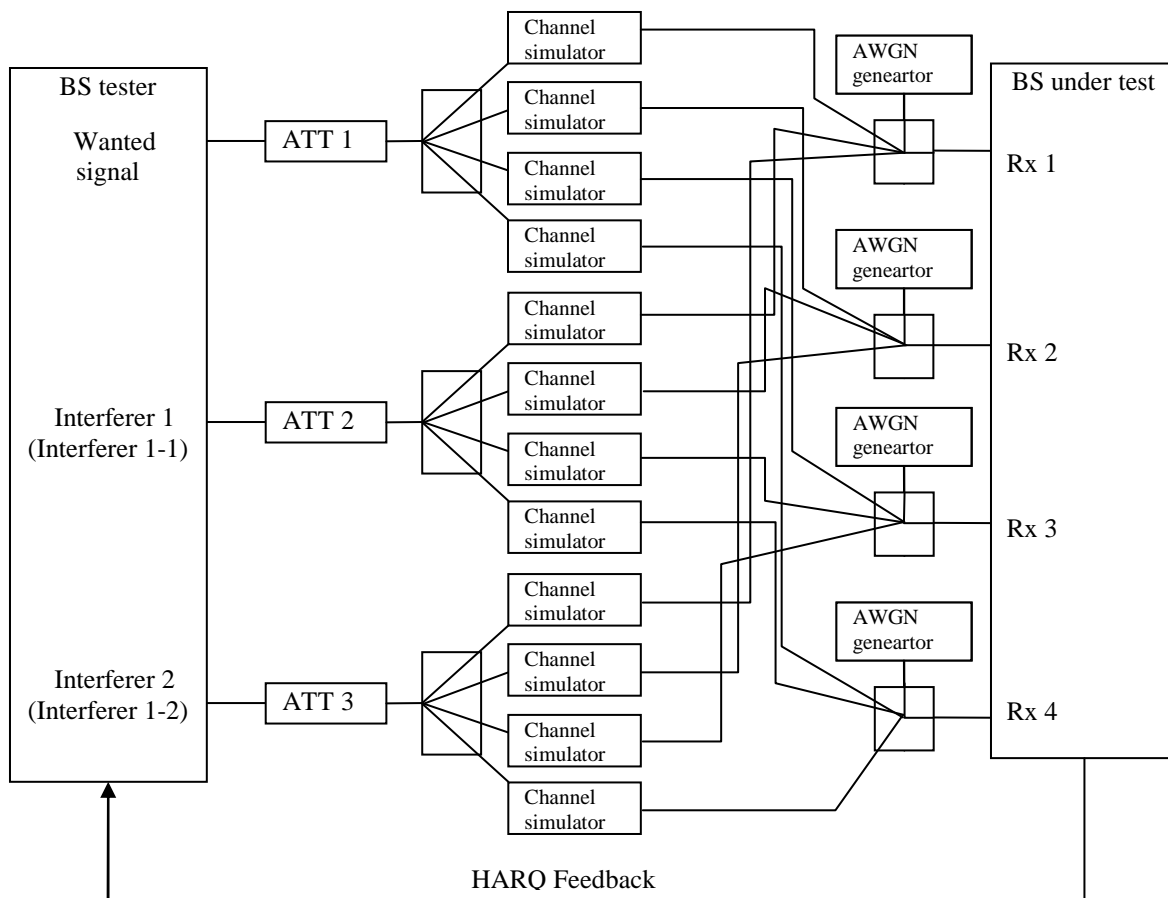 BS tester
Wanted
signal
Interferer 1
(Interferer 1-1)
Interferer 2
(Interferer 1-2)
ATT 1
ATT 2
ATT 3
Channel
simulator
Channel
simulator
Channel
simulator
Channel
simulator
Channel
simulator
Channel
simulator
Channel
simulator
Channel
simulator
Channel
simulator
Channel
simulator
Channel
simulator
Channel
simulator
AWGN
geneartor
AWGN
geneartor
AWGN
geneartor
AWGN
geneartor
BS under test
Rx 1
Rx 2
Rx 3
Rx 4
HARQ Feedback